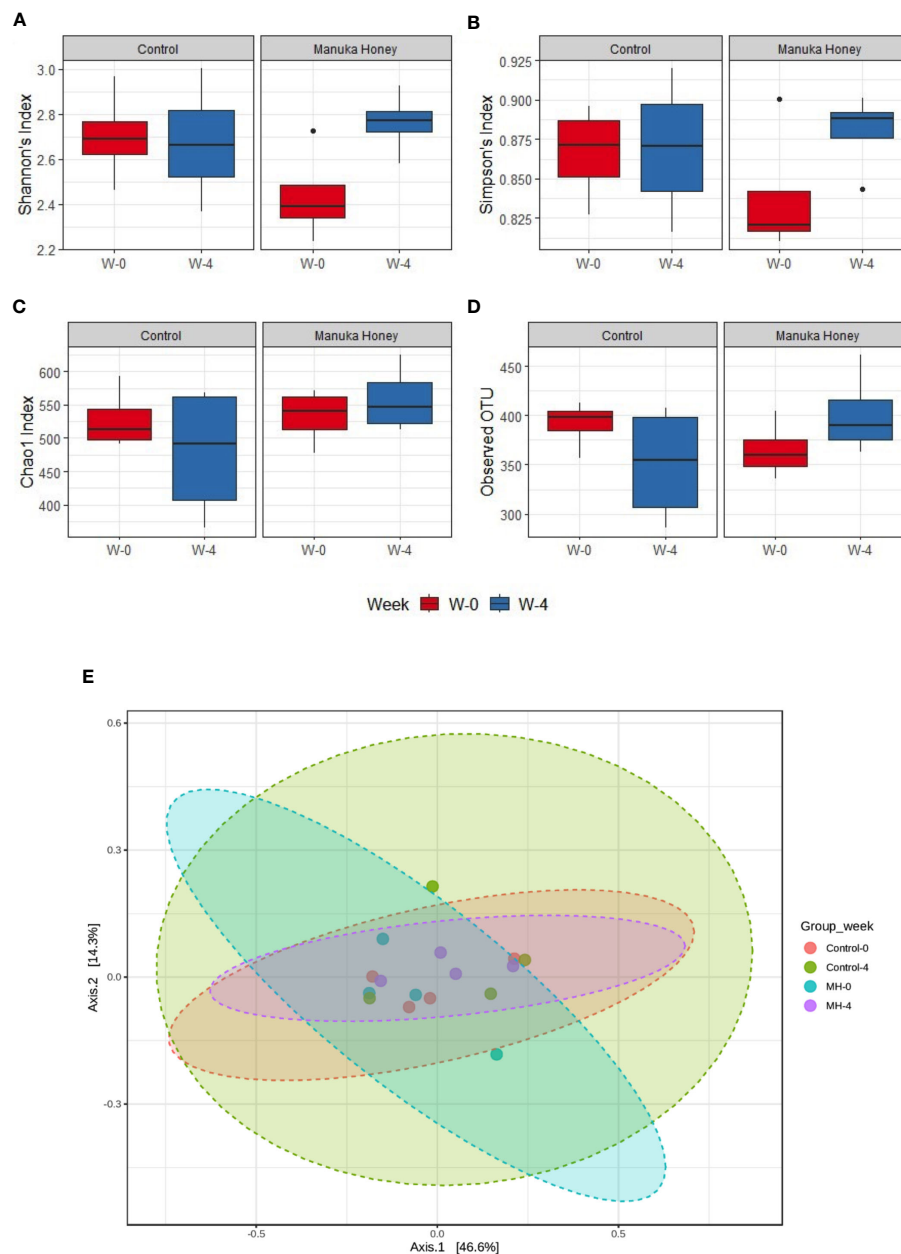 A
Control
Manuka Honey
Shannon's Index
3.0
2.8
2.6
2.4
2.2
W-0
W-4
W-0
W-4
B
Control
Manuka Honey
Simpson's Index
0.925
0.900
0.875
0.850
0.825
W-0
W-4
W-0
W-4
C
Control
Manuka Honey
Chao1 Index
600
550
500
450
400
W-0
W-4
W-0
W-4
D
Control
Manuka Honey
Observed OTU
450
400
350
300
W-0
W-4
W-0
W-4
Week W-0 W-4
E
Axis.2 [14.3%]
0.6
0.3
0.0
-0.3
-0.5
0.0
0.5
Axis.1 [46.6%]
Group_week
Control-0
Control-4
MH-0
MH-4